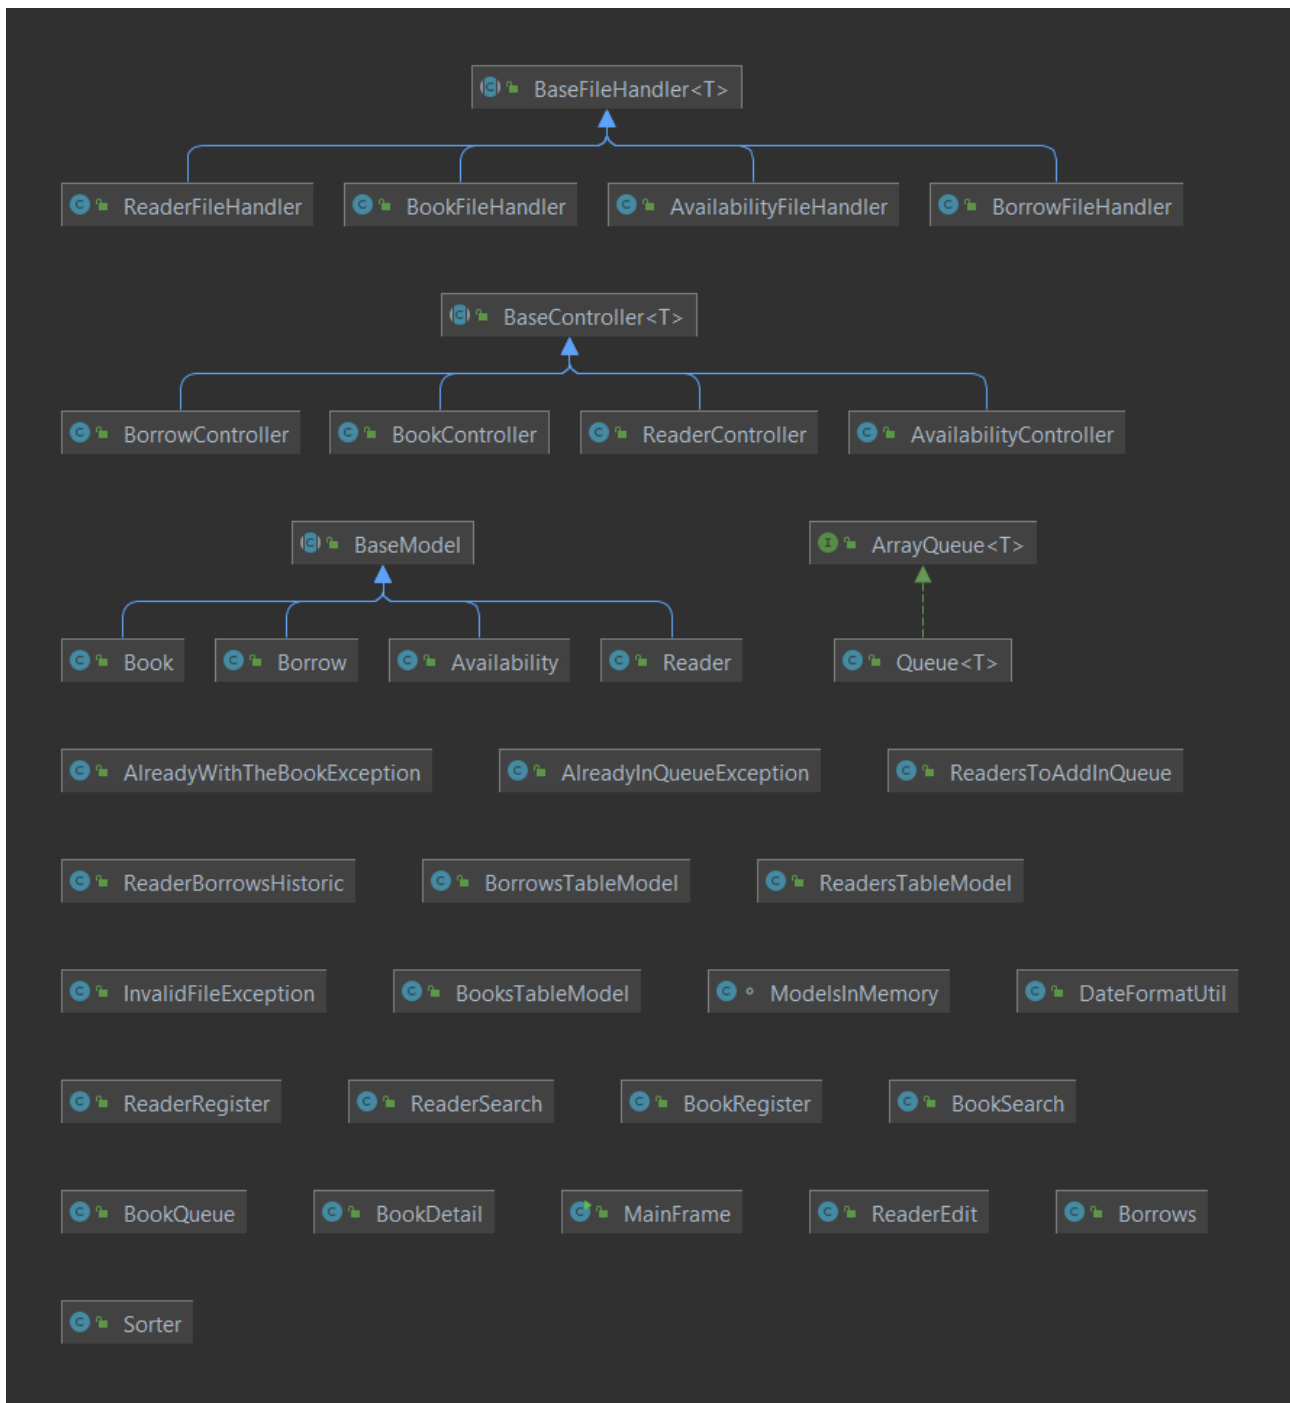 BaseFileHandler<T>
ReaderFileHandler BookFileHandler AvailabilityFileHandler BorrowFileHandler
BaseController<T>
BorrowController BookController ReaderController AvailabilityController
BaseModel ArrayQueue<T>
Book Borrow Availability Reader Queue<T>
AlreadyWithTheBookException AlreadyInQueueException ReadersToAddInQueue
ReaderBorrowsHistoric BorrowsTableModel ReadersTableModel
InvalidFileException BooksTableModel ModelsInMemory DateFormatUtil
ReaderRegister ReaderSearch BookRegister BookSearch
BookQueue BookDetail MainFrame ReaderEdit Borrows
Sorter